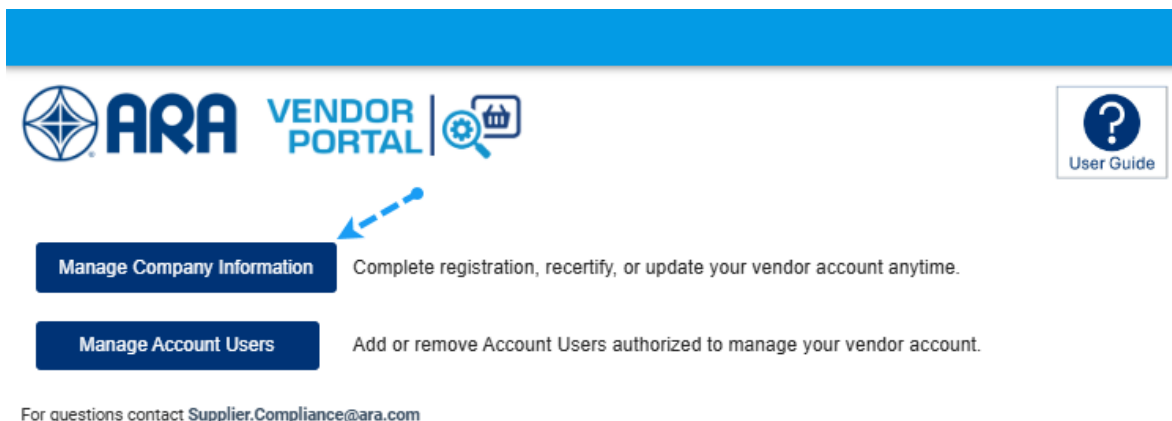 ARA VENDOR PORTAL
User Guide
Manage Company Information Complete registration, recertify, or update your vendor account anytime.
Manage Account Users Add or remove Account Users authorized to manage your vendor account.
For questions contact Supplier.Compliance@ara.com